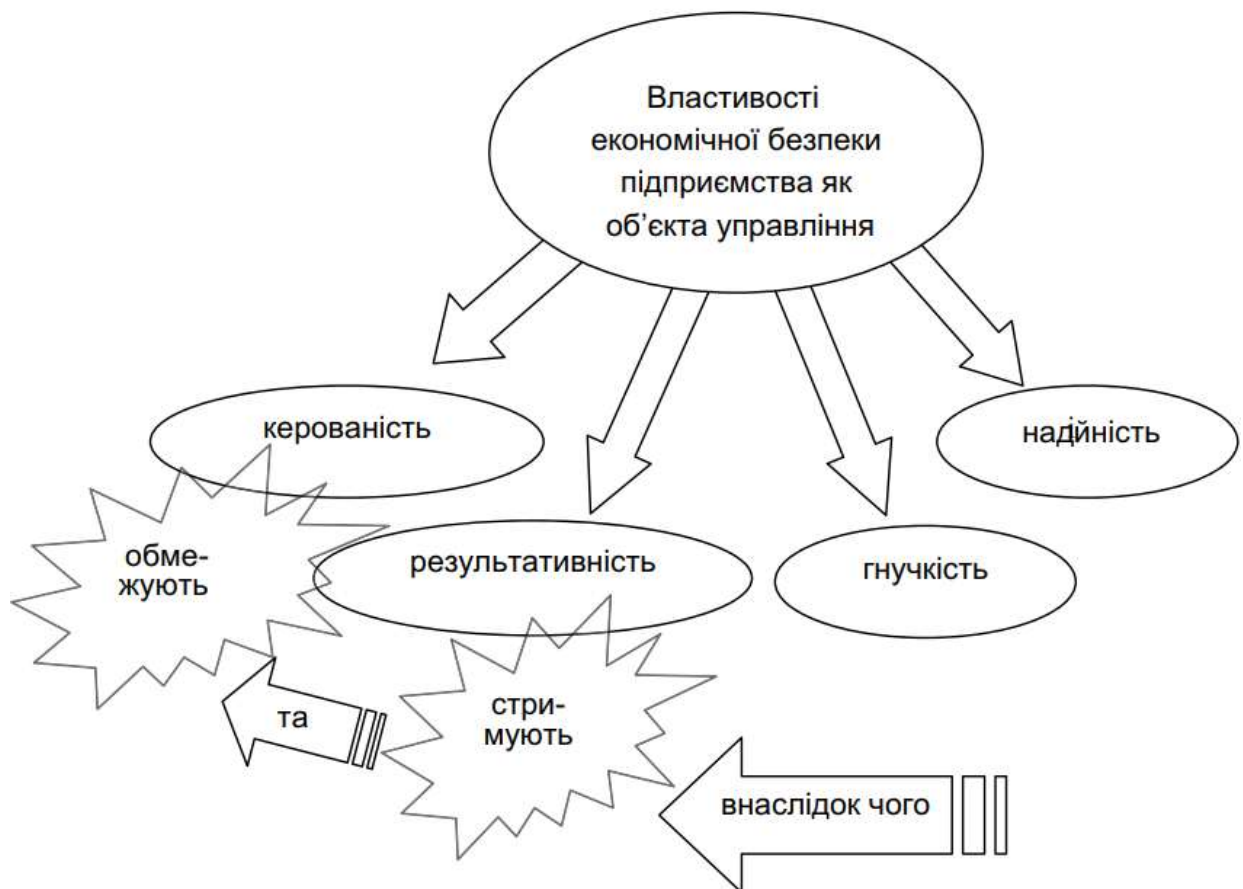 Властивості
економічної безпеки
підприємства як
об’єкта управління
керованість
надійність
результативність
гнучкість
обме-
жують
стри-
мують
та
внаслідок чого